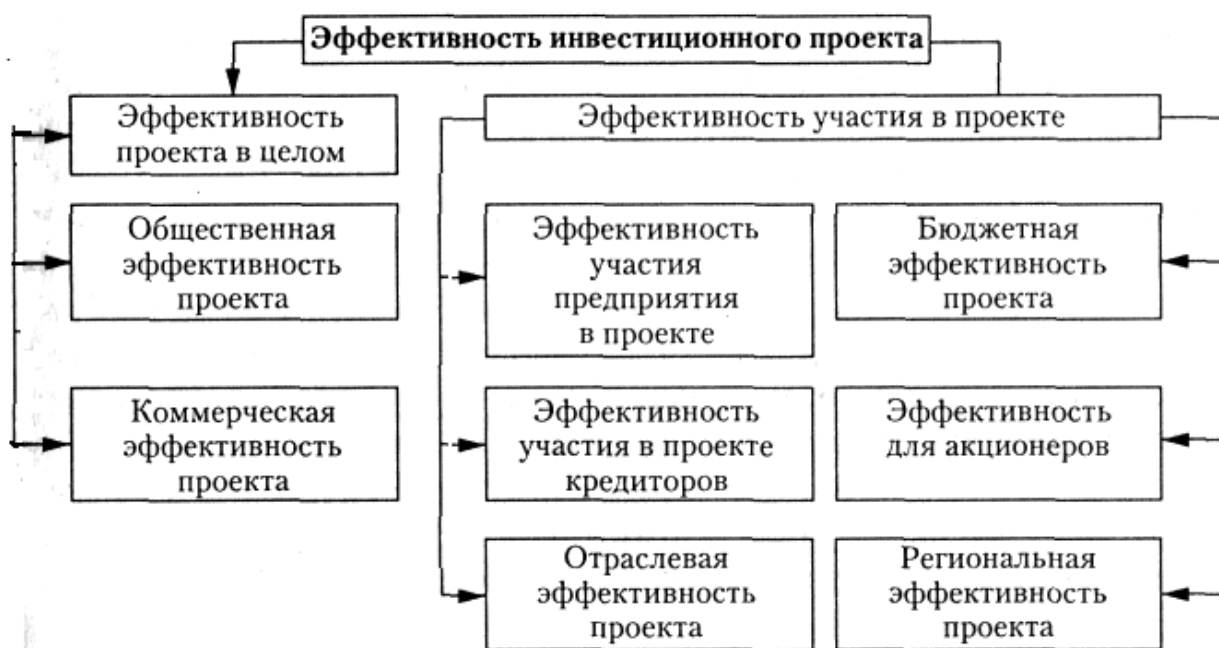 Эффективность инвестиционного проекта
Эффективность
проекта в целом
Общественная
эффективность
проекта
Коммерческая
эффективность
проекта
Эффективность участия в проекте
Эффективность
участия
предприятия
в проекте
Бюджетная
эффективность
проекта
Эффективность
участия в проекте
кредиторов
Эффективность
для акционеров
Отраслевая
эффективность
проекта
Региональная
эффективность
проекта